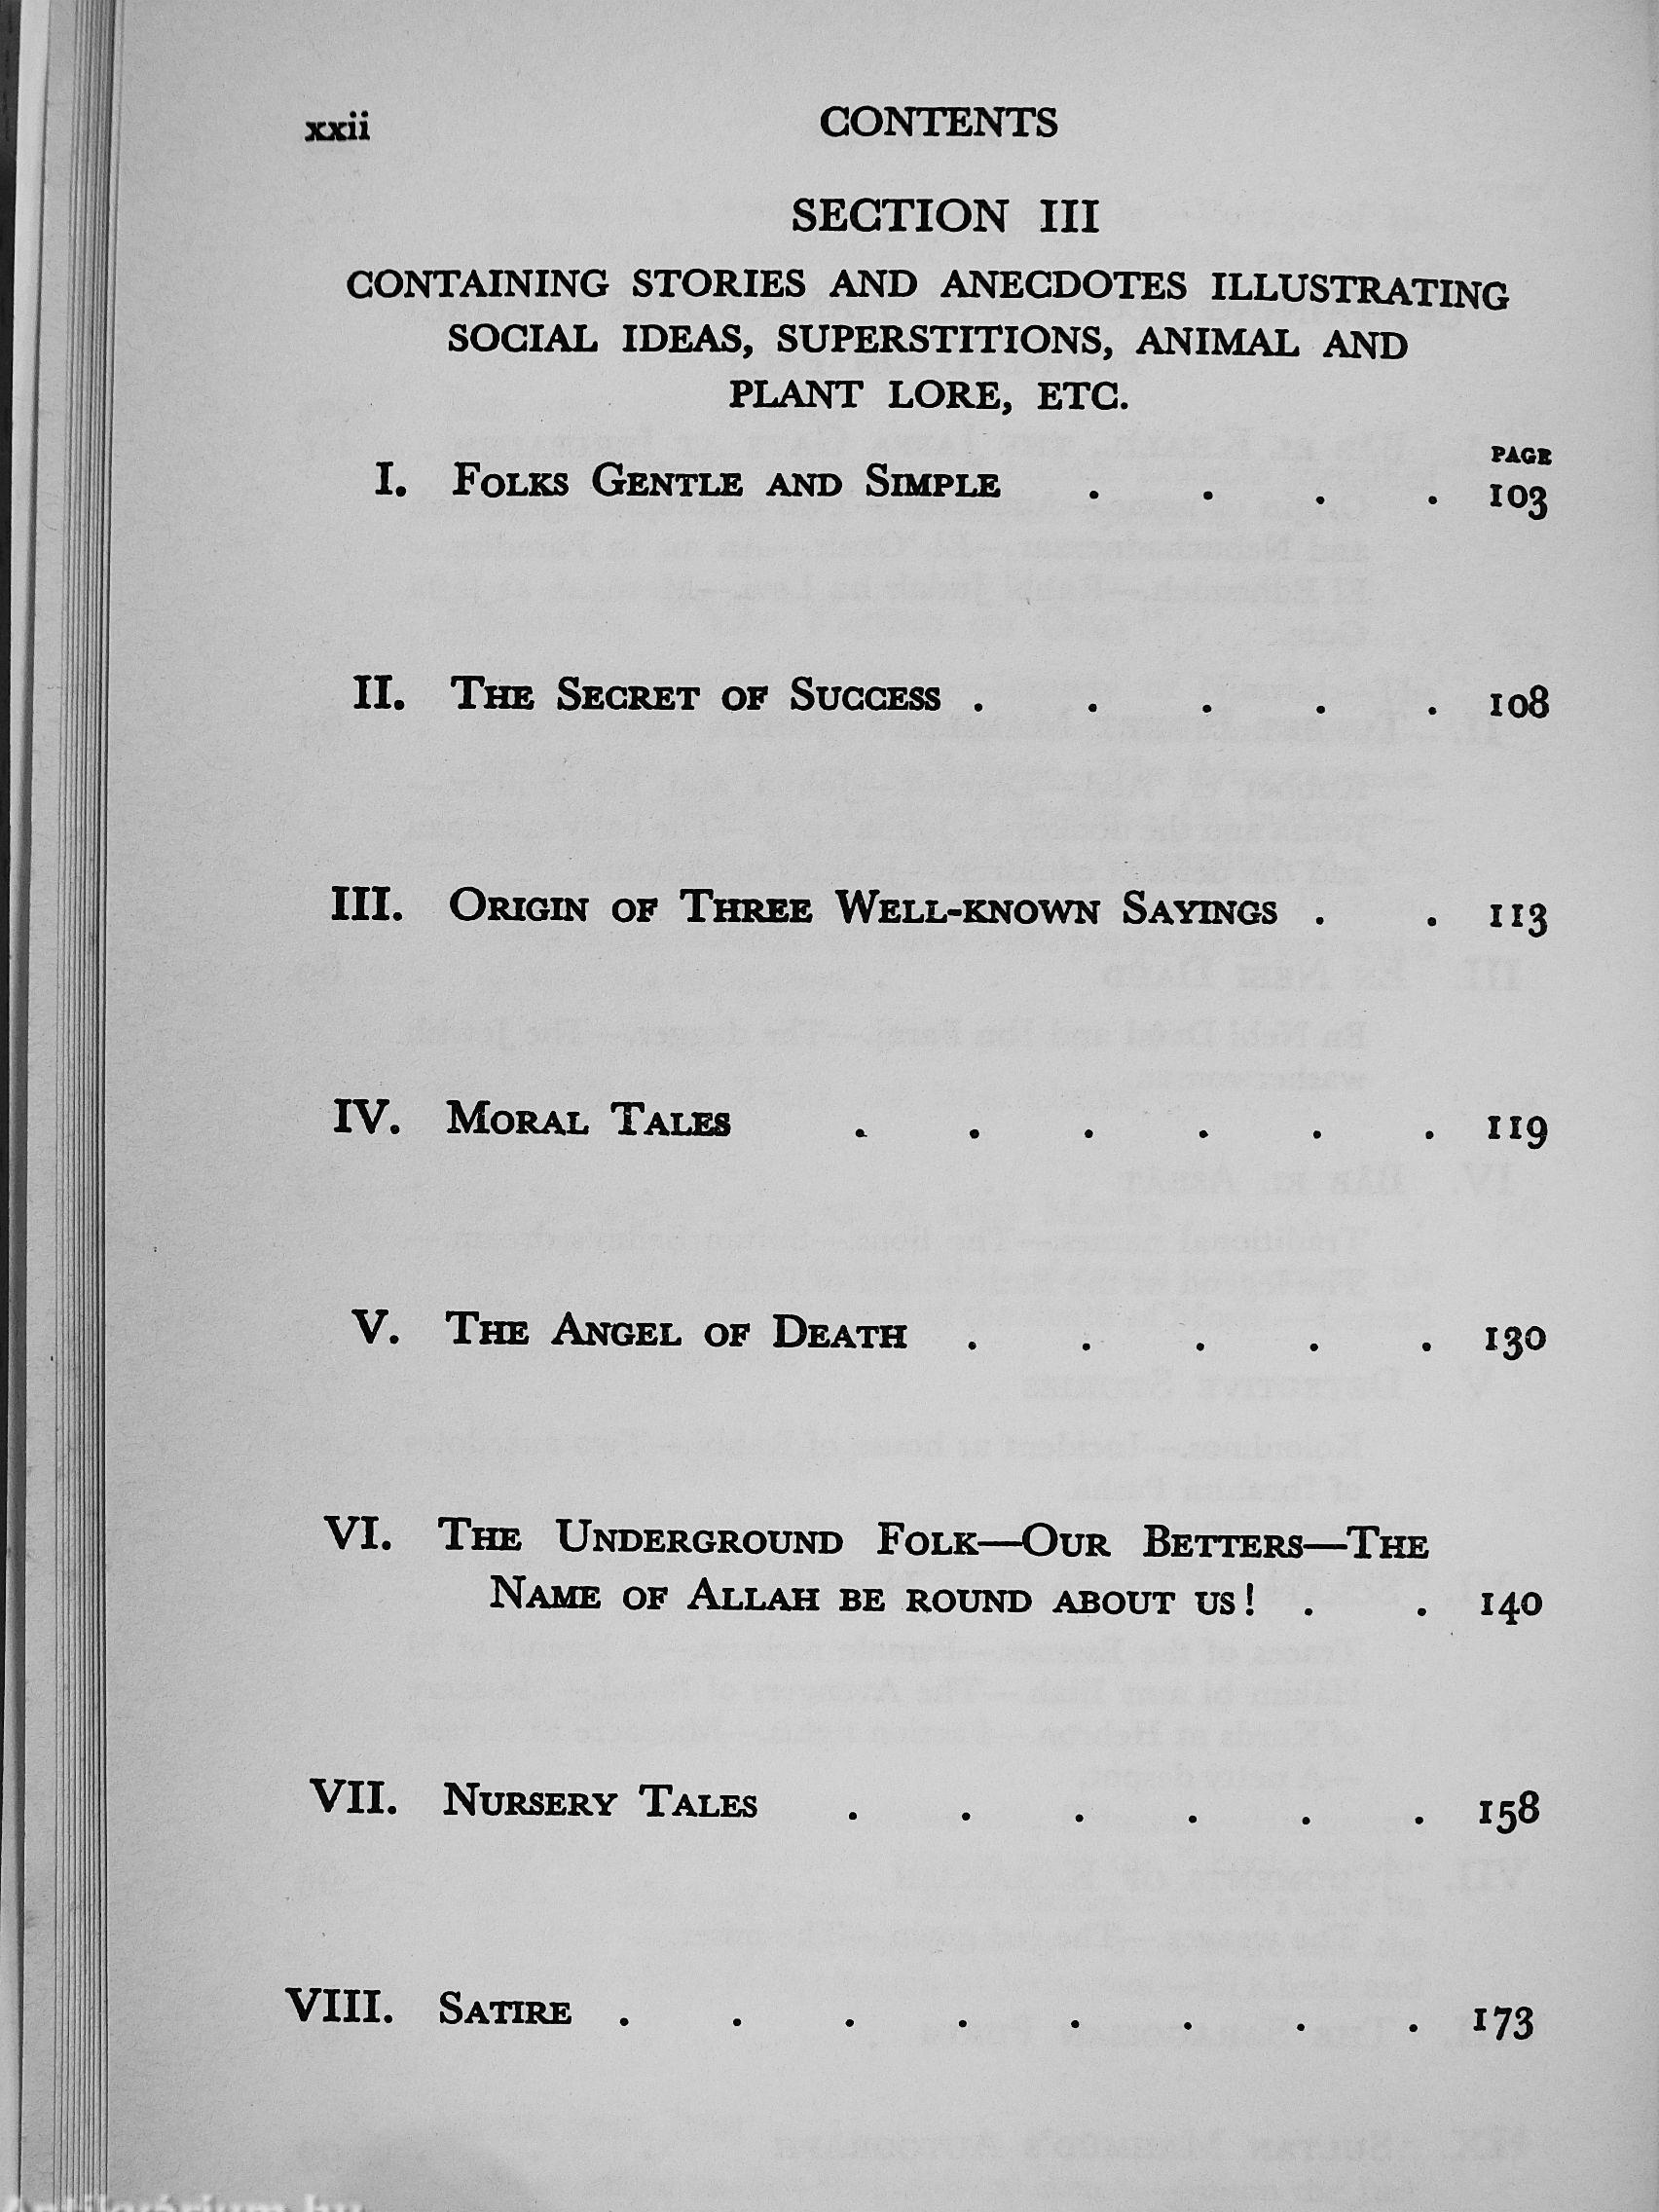 xxii CONTENTS
SECTION III
CONTAINING STORIES AND ANECDOTES ILLUSTRATING
SOCIAL IDEAS, SUPERSTITIONS, ANIMAL AND
PLANT LORE, ETC.
PAGE
I. FOLKS GENTLE AND SIMPLE . . . . 103
II. THE SECRET OF SUCCESS . . . . . 108
III. ORIGIN OF THREE WELL-KNOWN SAYINGS . . 113
IV. MORAL TALES . . . . . . 119
V. THE ANGEL OF DEATH . . . . . 130
VI. THE UNDERGROUND FOLK—OUR BETTERS—THE
NAME OF ALLAH BE ROUND ABOUT US! . . 140
VII. NURSERY TALES . . . . . . 158
VIII. SATIRE . . . . . . . . 173